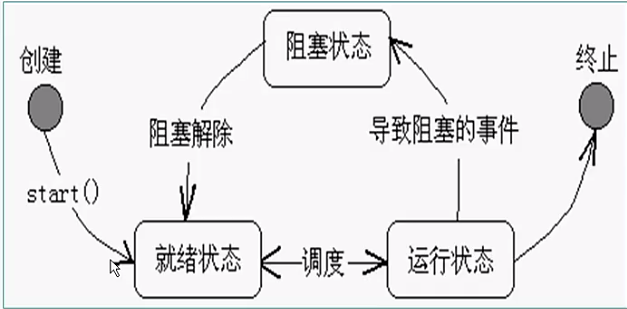 阻塞状态
创建
终止
阻塞解除
导致阻塞的事件
start()
就绪状态
调度
运行状态